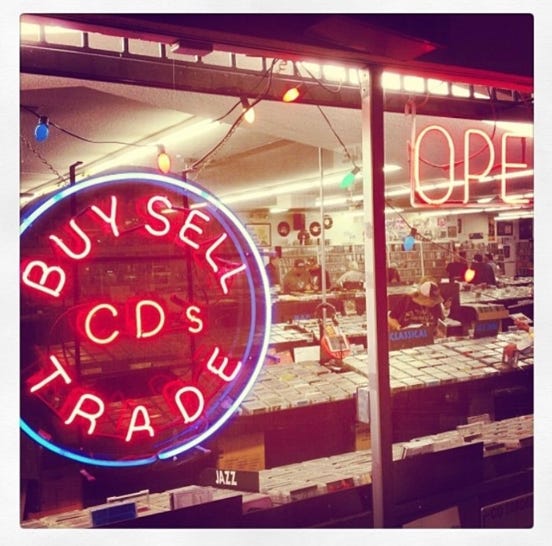 BUY SELL
CDs
TRADE
OPE
CLASSICAL
JAZZ